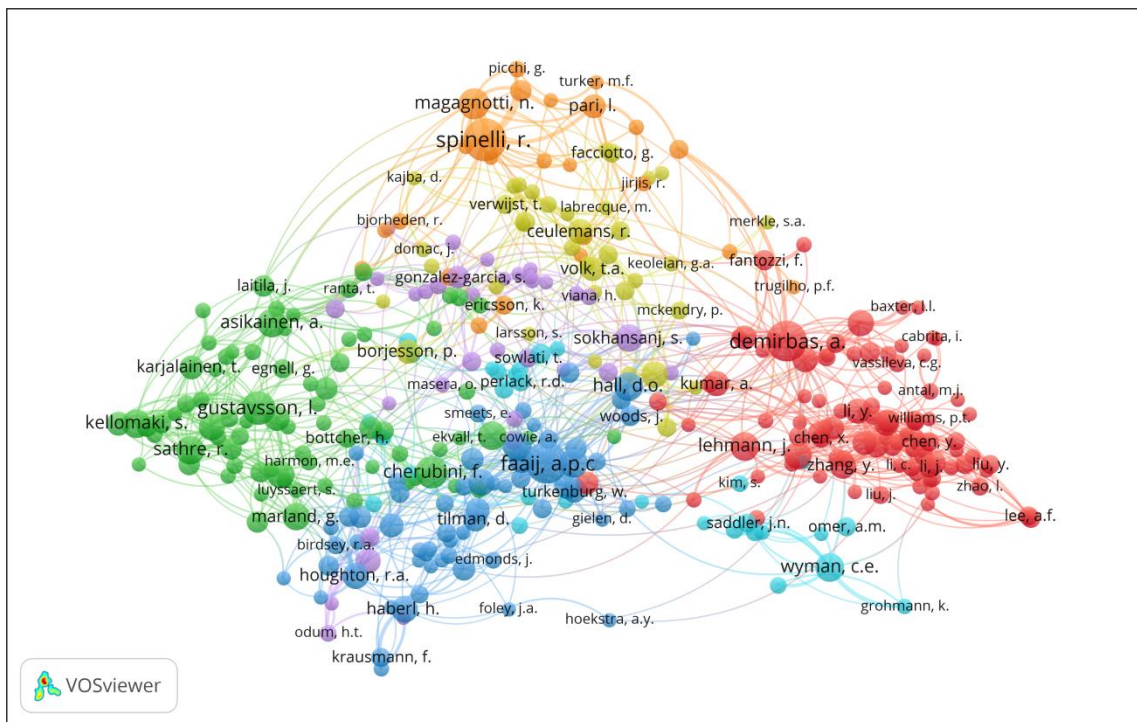 picchi, g.
turker, m.f.
magagnotti, n.
pari, l.
spinelli, r.
facciotto, g.
kajba, d.
jirjis, r.
verwijst, t.
labrecque, m.
bjorheden, r.
ceulemans, r.
merkle, s.a.
domac, j.
fantozzi, f.
volk, t.a.
keoleian, g.a.
gonzalez-garcia, s.
laitila, j.
ranta, t.
trugilho, p.f.
viana, h.
ericsson, k.
baxter, l.l.
mckendry, p.
asikainen, a.
larsson, s.
sokhansanj, s.
demirbas, a.
cabrita, i.
borjesson, p.
sowlati, t.
vassileva, c.g.
karjalainen, t.
egnell, g.
masera, o.
perlack, r.d.
hall, d.o.
kumar, a.
antal, m.j.
gustavsson, l.
smeets, e.
woods, j.
li, y.
williams, p.t.
kellomaki, s.
bottcher, h.
ekvall, t.
cowie, a.
chen, x.
chen, y.
sathre, r.
lehmann, j.
harmon, m.e.
cherubini, f.
faaij, a.p.c
zhang, y.
li, c.
li, j.
liu, y.
luyssaert, s.
turkenburg, w.
kim, s.
zhao, l.
liu, j.
marland, g.
tilman, d.
gielen, d.
lee, a.f.
saddler, j.n.
omer, a.m.
birdsey, r.a.
edmonds, j.
wyman, c.e.
houghton, r.a.
haberl, h.
foley, j.a.
hoekstra, a.y.
grohmann, k.
odum, h.t.
krausmann, f.
VOSviewer